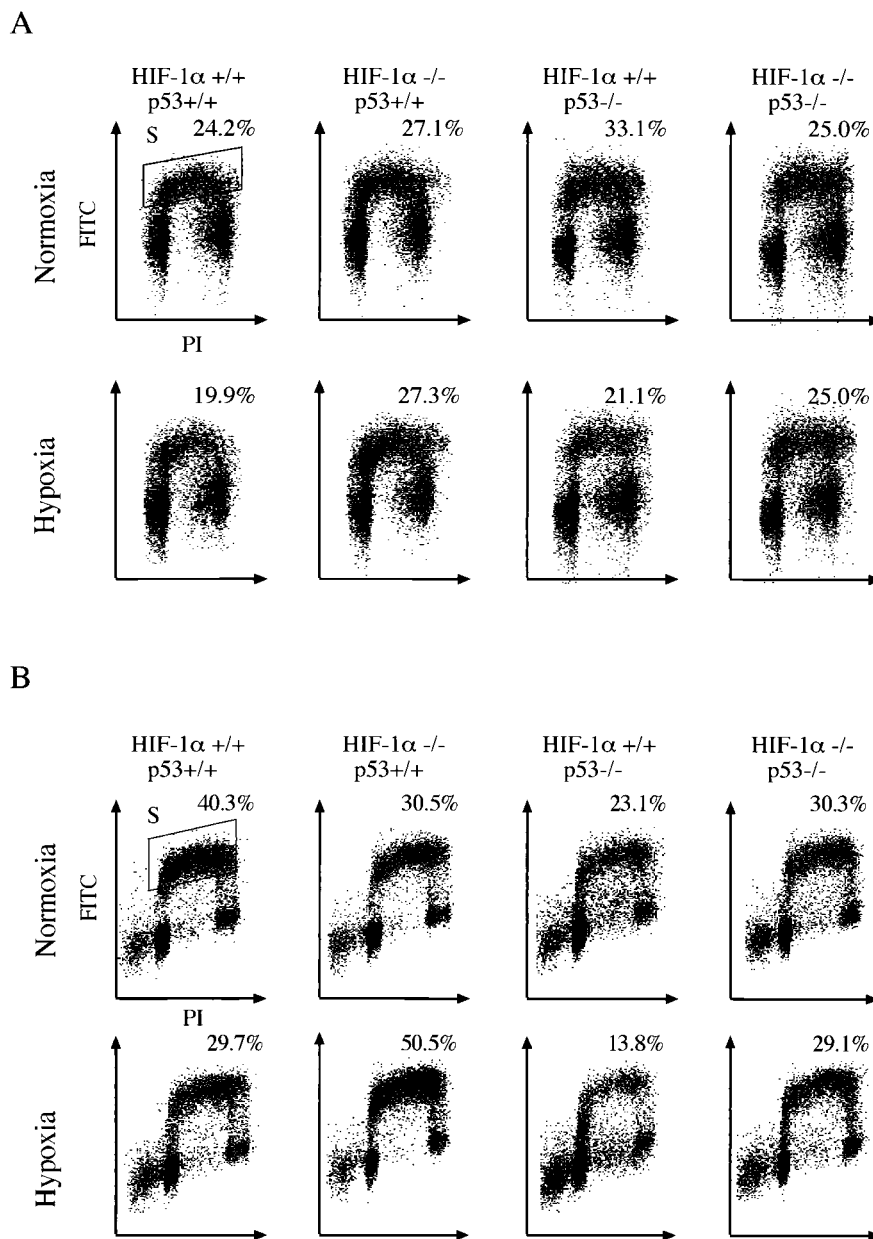 A
HIF-1α +/+ HIF-1α -/- HIF-1α +/+ HIF-1α -/-
p53+/+ p53+/+ p53-/- p53-/-
S 24.2% 27.1% 33.1% 25.0%
Normoxia
FITC
PI
19.9% 27.3% 21.1% 25.0%
Hypoxia
B
HIF-1α +/+ HIF-1α -/- HIF-1α +/+ HIF-1α -/-
p53+/+ p53+/+ p53-/- p53-/-
S 40.3% 30.5% 23.1% 30.3%
Normoxia
FITC
PI
29.7% 50.5% 13.8% 29.1%
Hypoxia